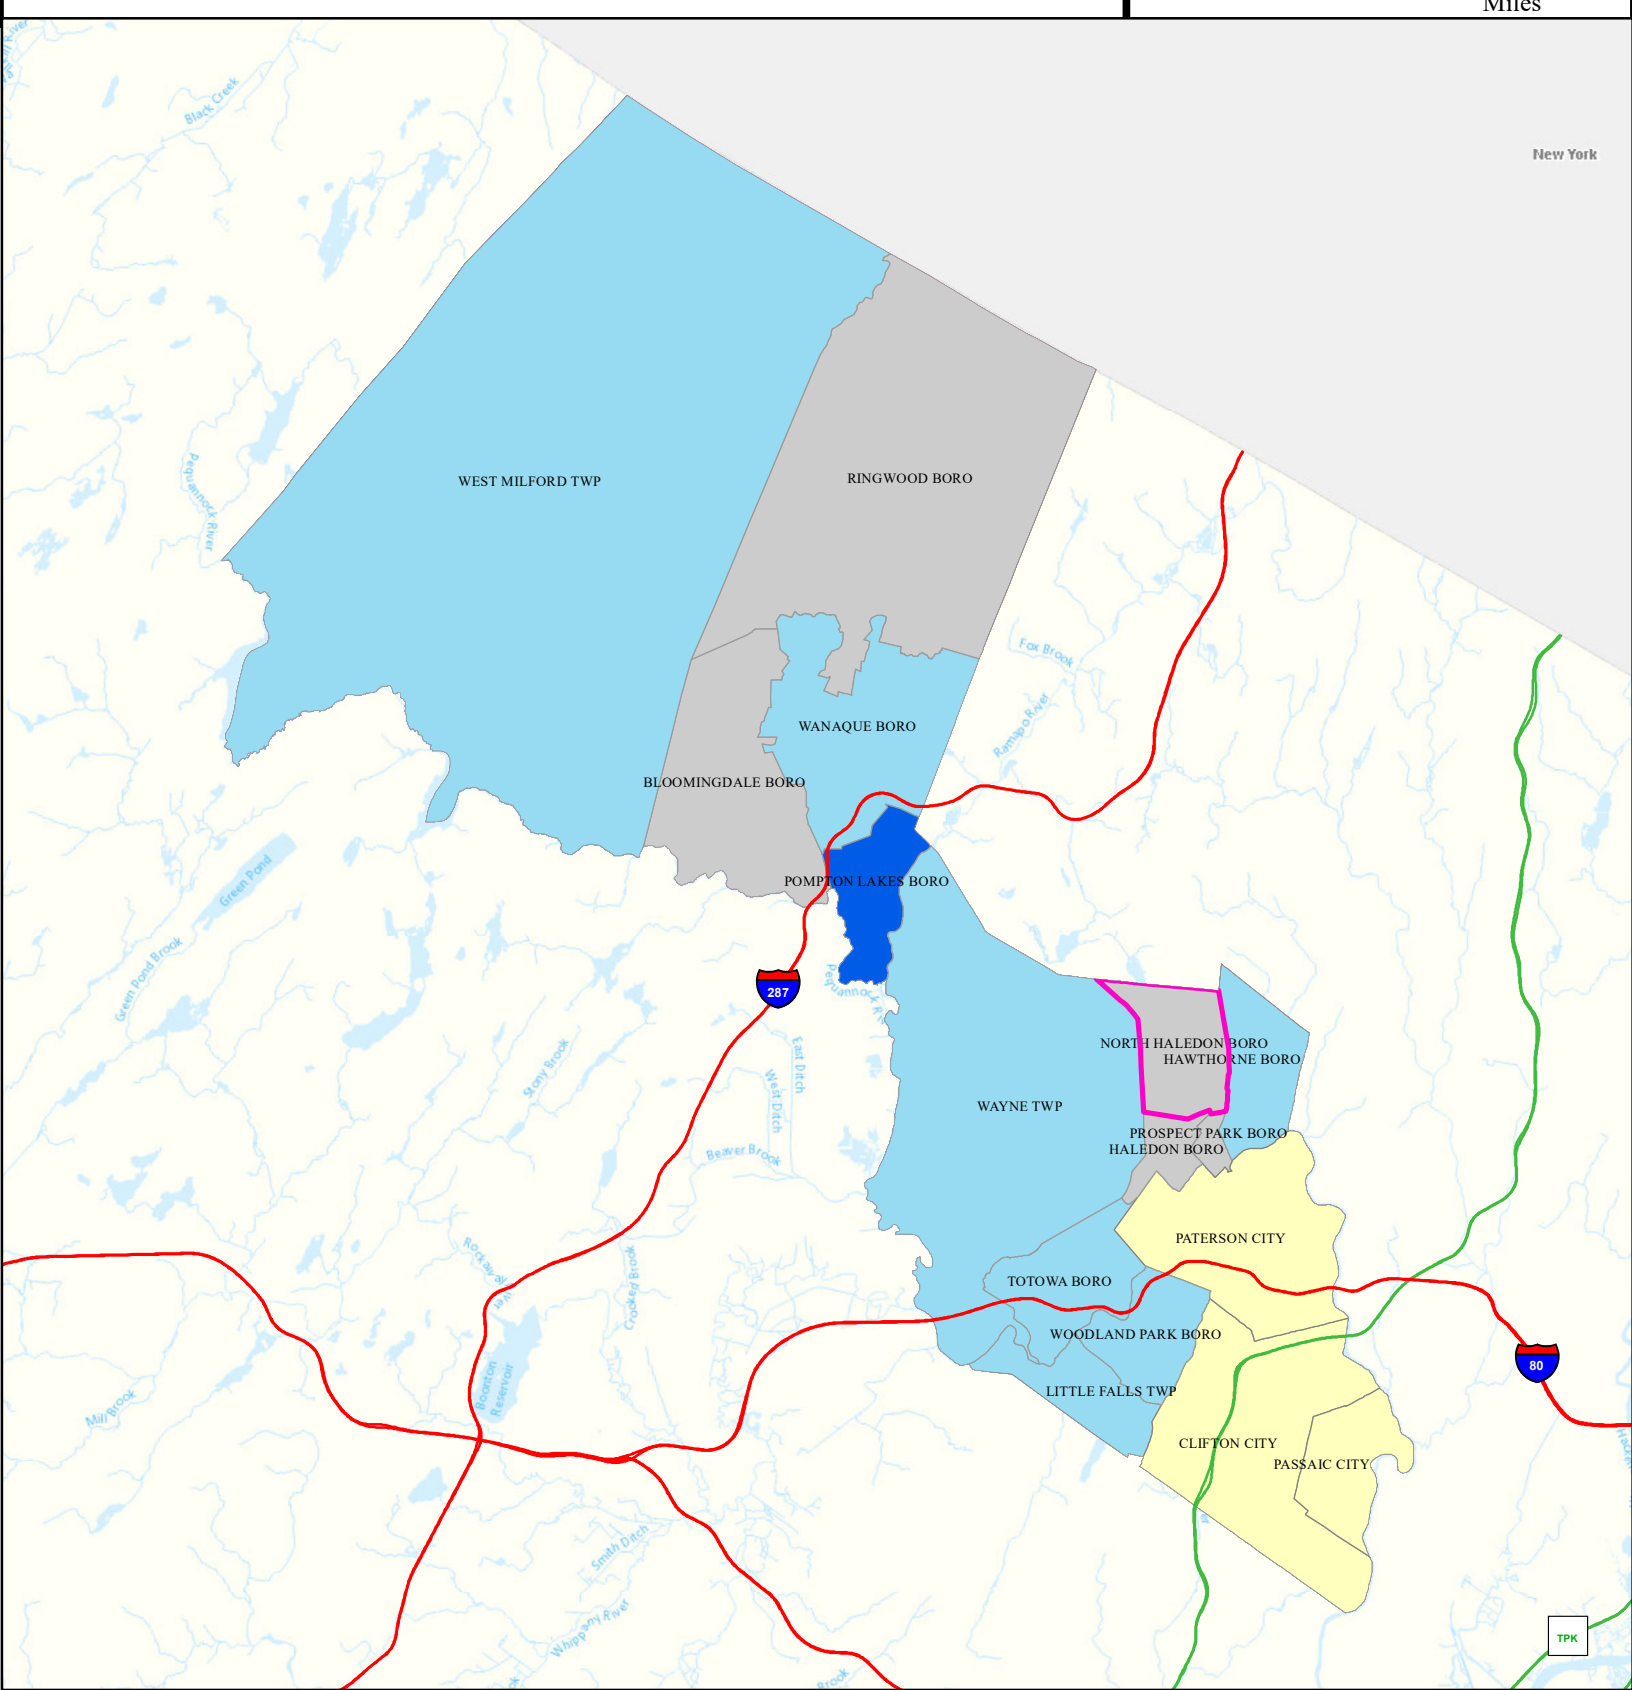 Miles
Black Creek
New York
WEST MILFORD TWP
RINGWOOD BORO
Pequannock River
Fox Brook
Ramapo River
WANAQUE BORO
BLOOMINGDALE BORO
POMPTON LAKES BORO
Green Pond
Green Pond Brook
287
NORTH HALEDON BORO
HAWTHORNE BORO
Stony Brook
East Ditch
West Ditch
WAYNE TWP
PROSPECT PARK BORO
HALEDON BORO
Beaver Brook
PATERSON CITY
Crooked Brook
TOTOWA BORO
WOODLAND PARK BORO
80
Boonton
Reservoir
LITTLE FALLS TWP
Mill Brook
CLIFTON CITY
PASSAIC CITY
Smith Ditch
Whippany River
TPK
Brook